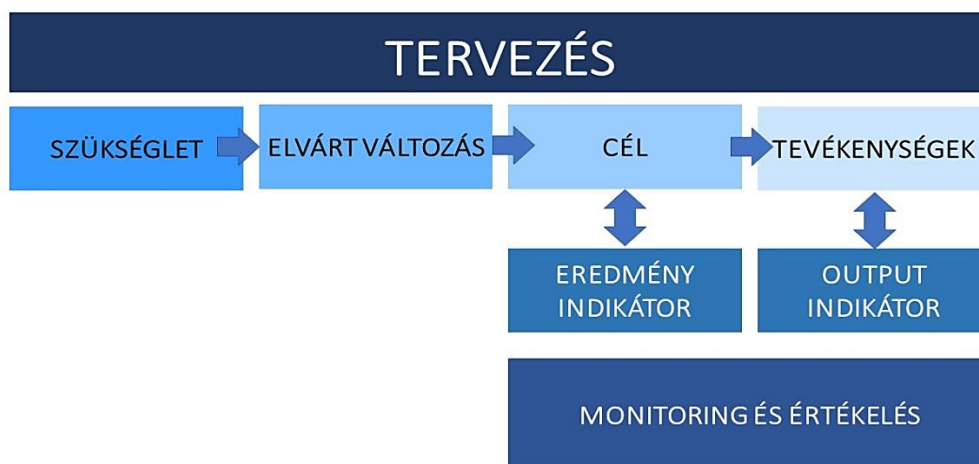 TERVEZÉS
SZÜKSÉGLET
ELVÁRT VÁLTOZÁS
CÉL
TEVÉKENYSÉGEK
EREDMÉNY
INDIKÁTOR
OUTPUT
INDIKÁTOR
MONITORING ÉS ÉRTÉKELÉS